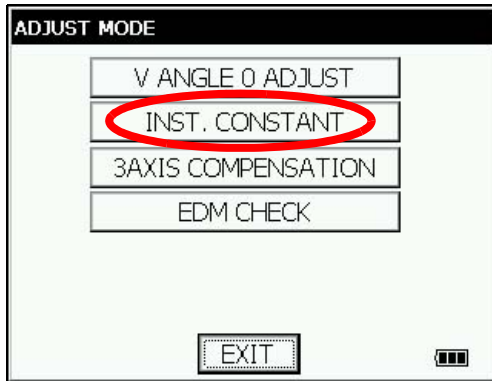 ADJUST MODE
V ANGLE 0 ADJUST
INST. CONSTANT
3AXIS COMPENSATION
EDM CHECK
EXIT